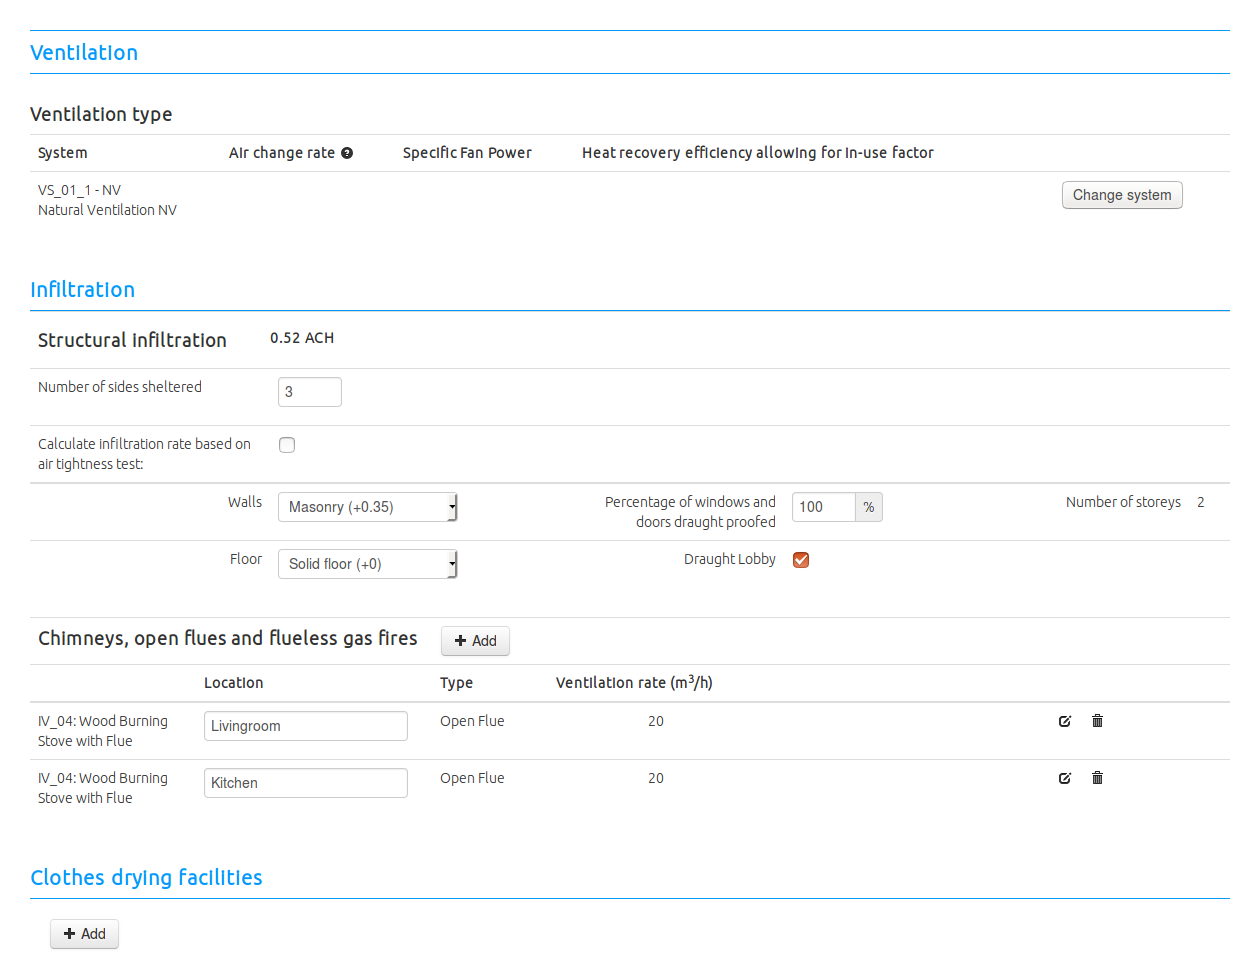 Ventilation
Ventilation type
System Air change rate ? Specific Fan Power Heat recovery efficiency allowing for in-use factor
VS_01_1 - NV
Natural Ventilation NV
Change system
Infiltration
Structural infiltration 0.52 ACH
Number of sides sheltered 3
Calculate infiltration rate based on
air tightness test:
Walls Masonry (+0.35) Percentage of windows and
doors draught proofed 100 % Number of storeys 2
Floor Solid floor (+0) Draught Lobby
Chimneys, open flues and flueless gas fires + Add
Location Type Ventilation rate (m³/h)
IV_04: Wood Burning
Stove with Flue Livingroom Open Flue 20
IV_04: Wood Burning
Stove with Flue Kitchen Open Flue 20
Clothes drying facilities
+ Add